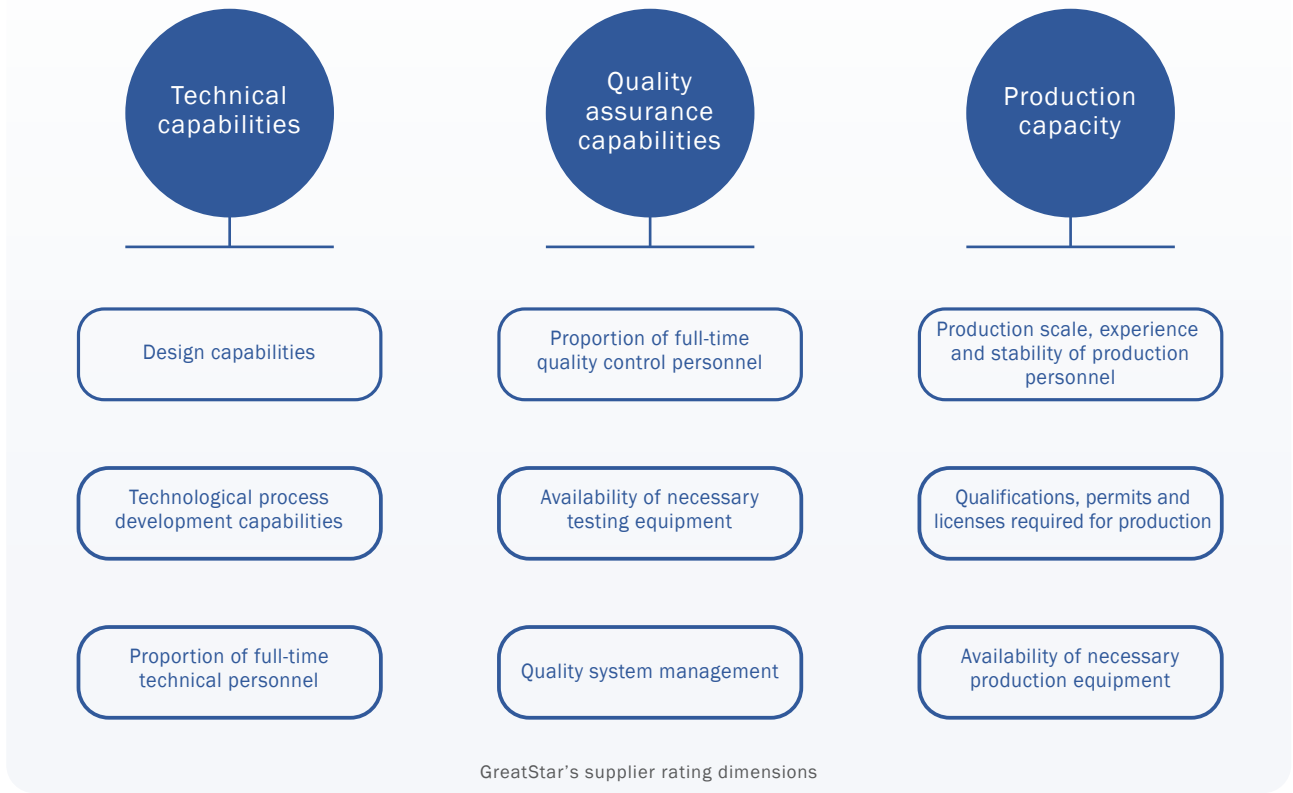 Technical
capabilities
Design capabilities
Technological process
development capabilities
Proportion of full-time
technical personnel
Quality
assurance
capabilities
Proportion of full-time
quality control personnel
Availability of necessary
testing equipment
Quality system management
Production
capacity
Production scale, experience
and stability of production
personnel
Qualifications, permits and
licenses required for production
Availability of necessary
production equipment
GreatStar’s supplier rating dimensions